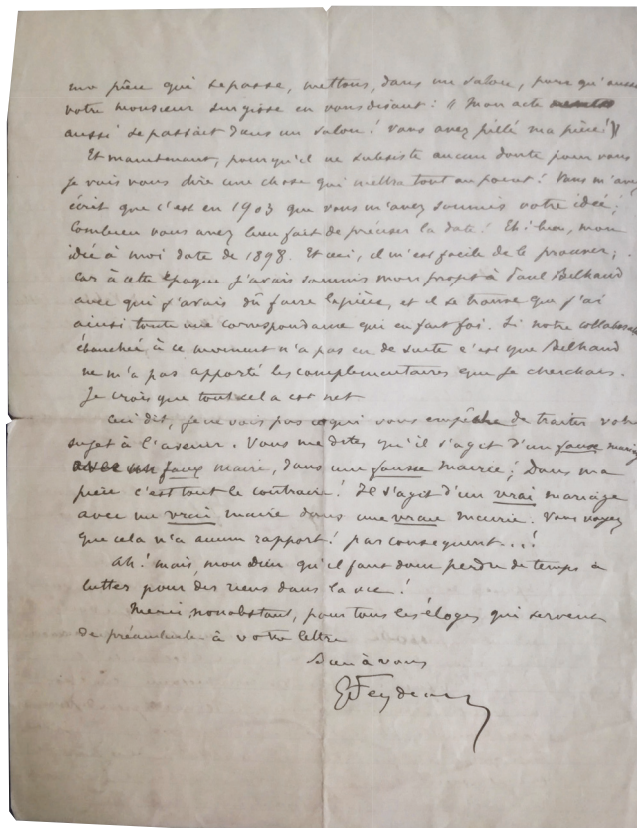 une pièce qui se passe, mettons, dans un salon, pour qu'aussi
votre monsieur surgisse en vous disant : " Mon acte
aussi se passait dans un salon ! Vous avez pillé ma pièce ! "
Et maintenant, pour qu'il ne subsiste aucun doute pour vous
je vais vous dire une chose qui mettra tout au point ! Vous m'avez
écrit que c'est en 1903 que vous m'avez soumis votre idée ;
Combien vous avez bien fait de préciser la date ! Eh ! bien, mon
idée à moi date de 1898. Et ceci, il m'est facile de le prouver ;
car à cette époque j'avais soumis mon projet à Paul Bilhaud
avec qui j'avais dû faire la pièce, et il se trouve que j'ai
ainsi toute une correspondance qui en fait foi. Si notre collaboration
ébauchée à ce moment n'a pas eu de suite c'est que Bilhaud
ne m'a pas apporté les complémentaires que je cherchais.
Je crois que tout cela est net
Ceci dit, je ne vois pas ce qui vous empêche de traiter votre
sujet à l'avenir. Vous me dites qu'il s'agit d'un faux mariage
avec un faux maire, dans une fausse mairie ; Dans ma
pièce c'est tout le contraire ! Il s'agit d'un vrai mariage
avec un vrai maire dans une vraie mairie. Vous voyez
que cela n'a aucun rapport ! par conséquent...!
Ah ! mais mon Dieu qu'il faut donc perdre de temps à
lutter pour des riens dans la vie !
Merci nonobstant, pour tous les éloges qui servent
de préambule à votre lettre
Bien à vous
G Feydeau